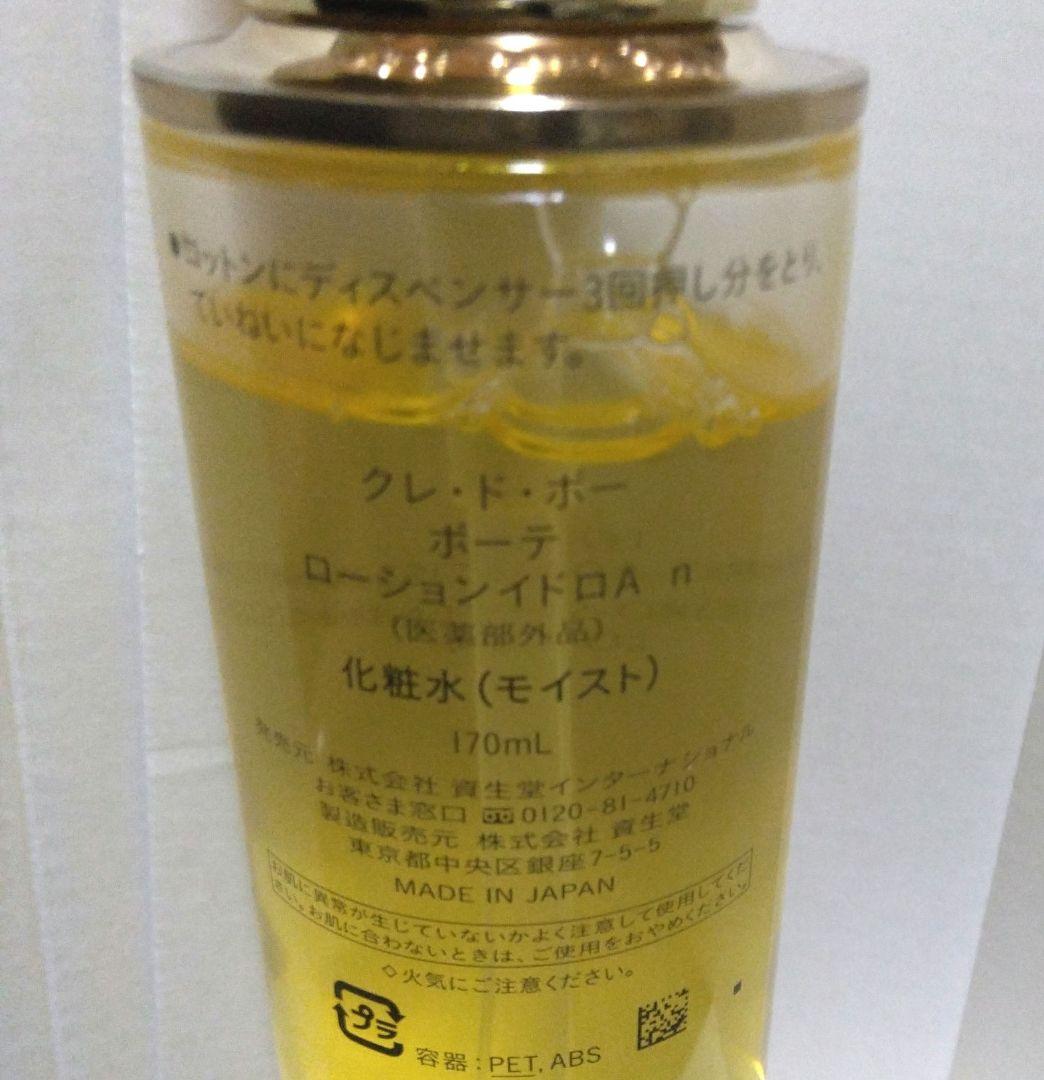 ●コットンにディスペンサー3回押し分をとり、
ていねいになじませます。
クレ・ド・ポー
ボーテ
ローションイドロA n
(医薬部外品)
化粧水(モイスト)
170mL
発売元 株式会社 資生堂インターナショナル
お客さま窓口 0120-81-4710
製造販売元 株式会社 資生堂
東京都中央区銀座7-5-5
MADE IN JAPAN
お肌に異常が生じていないかよく注意して使用してくだ
さい。お肌に合わないときは、ご使用をおやめください。
◇火気にご注意ください。
プラ
容器:PET, ABS